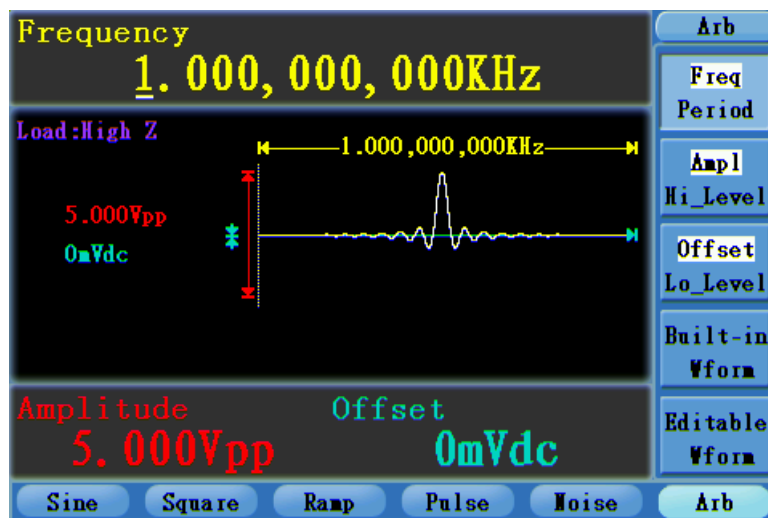 Frequency
1.000,000,000KHz
Load:High Z
1.000,000,000KHz
5.000Vpp
0mVdc
Amplitude
5.000Vpp
Offset
0mVdc
Arb
Freq
Period
Ampl
Hi_Level
Offset
Lo_Level
Built-in
Wform
Editable
Wform
Sine Square Ramp Pulse Noise Arb